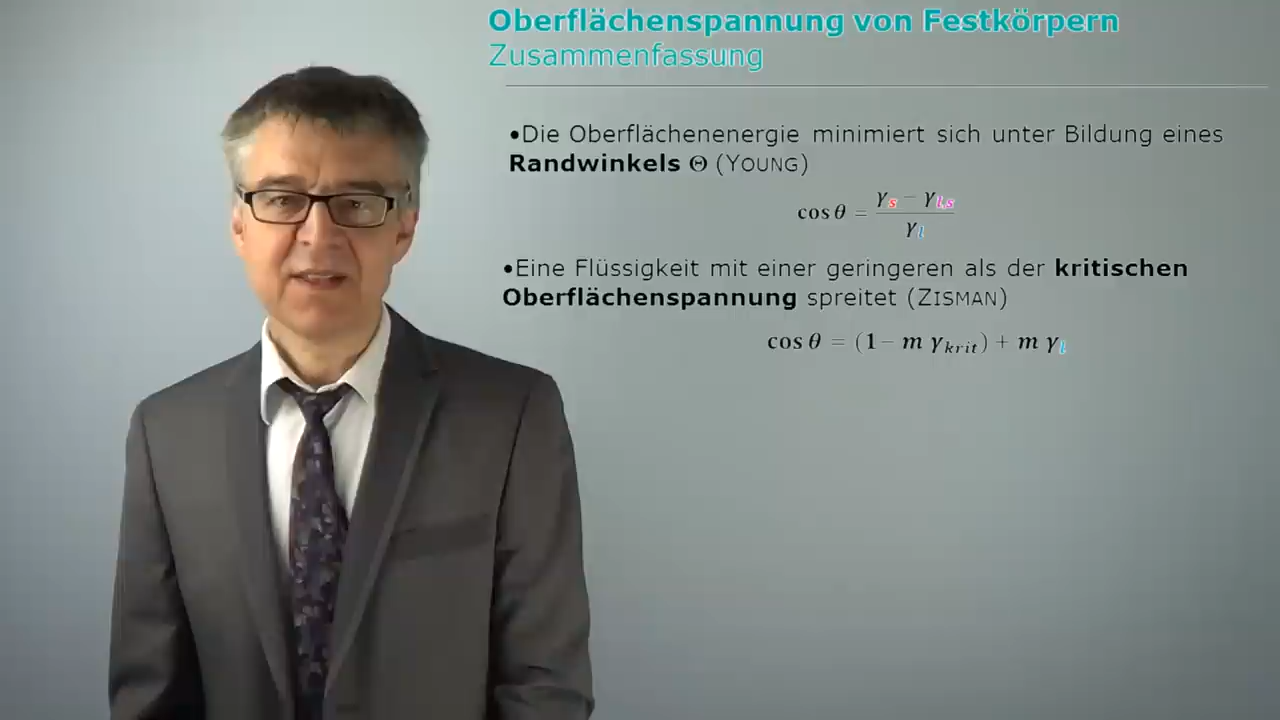 Oberflächenspannung von Festkörpern
Zusammenfassung
•Die Oberflächenenergie minimiert sich unter Bildung eines
Randwinkels Θ (YOUNG)
cos θ = (γs − γl,s) / γl
•Eine Flüssigkeit mit einer geringeren als der kritischen
Oberflächenspannung spreitet (ZISMAN)
cos θ = (1− m γkrit) + m γl